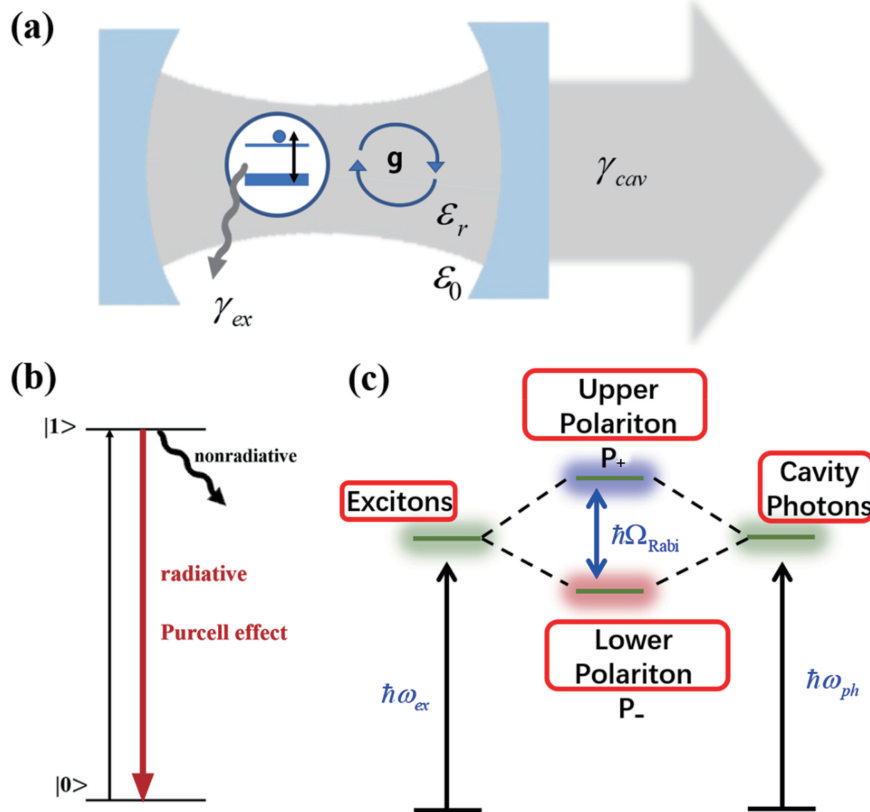 (a)
g
εr
ε0
γcav
γex
(b)
|1>
nonradiative
radiative
Purcell effect
|0>
(c)
Upper
Polariton
P+
Excitons
Cavity
Photons
ℏΩRabi
Lower
Polariton
P-
ℏωex
ℏωph